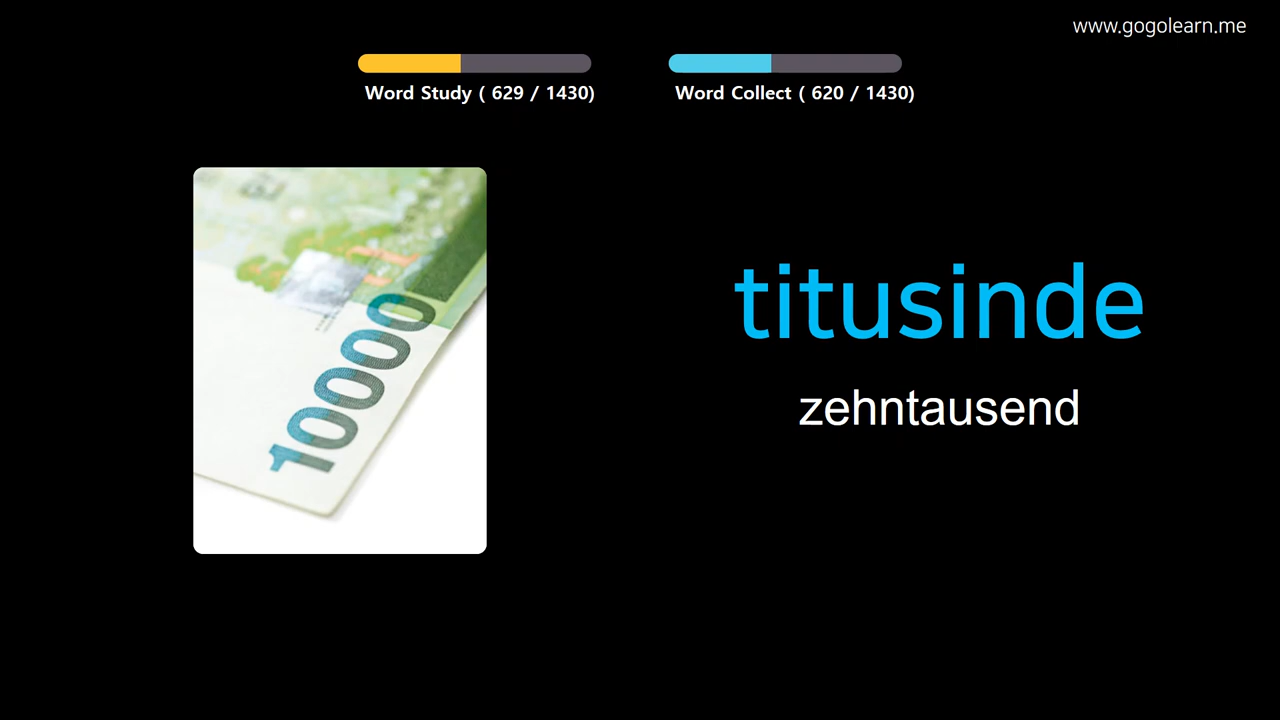 www.gogolearn.me
Word Study ( 629 / 1430)
Word Collect ( 620 / 1430)
10000
titusinde
zehntausend